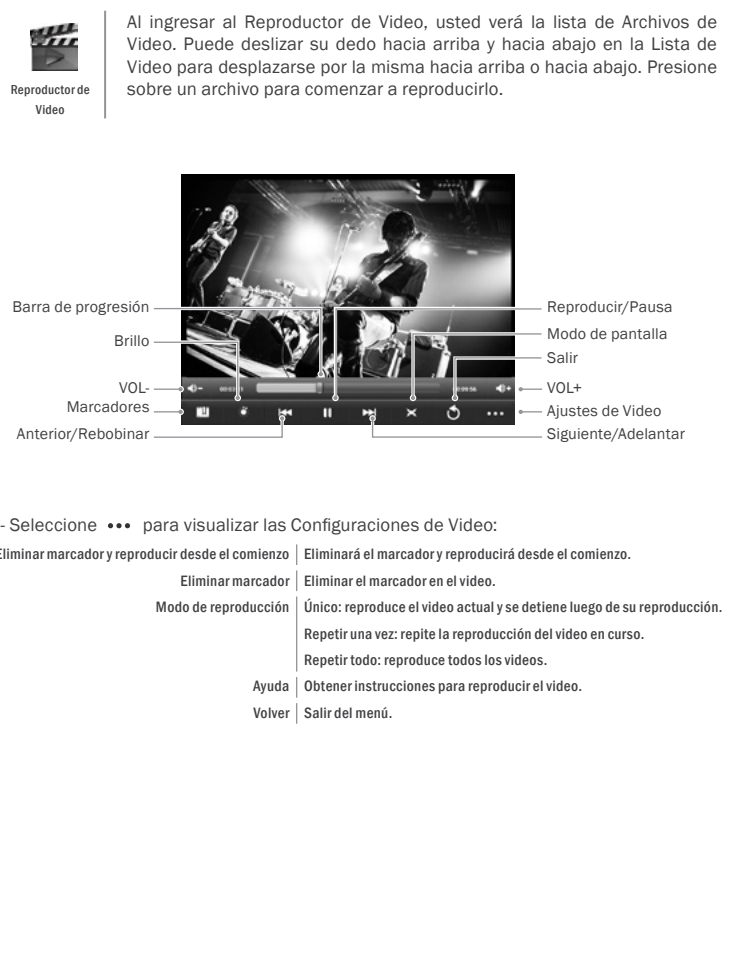 Reproductor de
Video
Al ingresar al Reproductor de Video, usted verá la lista de Archivos de
Video. Puede deslizar su dedo hacia arriba y hacia abajo en la Lista de
Video para desplazarse por la misma hacia arriba o hacia abajo. Presione
sobre un archivo para comenzar a reproducirlo.
Barra de progresión
Brillo
VOL-
Marcadores
Anterior/Rebobinar
Reproducir/Pausa
Modo de pantalla
Salir
VOL+
Ajustes de Video
Siguiente/Adelantar
- Seleccione ••• para visualizar las Configuraciones de Video:
Eliminar marcador y reproducir desde el comienzo Eliminará el marcador y reproducirá desde el comienzo.
Eliminar marcador Eliminar el marcador en el video.
Modo de reproducción Único: reproduce el video actual y se detiene luego de su reproducción.
Repetir una vez: repite la reproducción del video en curso.
Repetir todo: reproduce todos los videos.
Ayuda Obtener instrucciones para reproducir el video.
Volver Salir del menú.